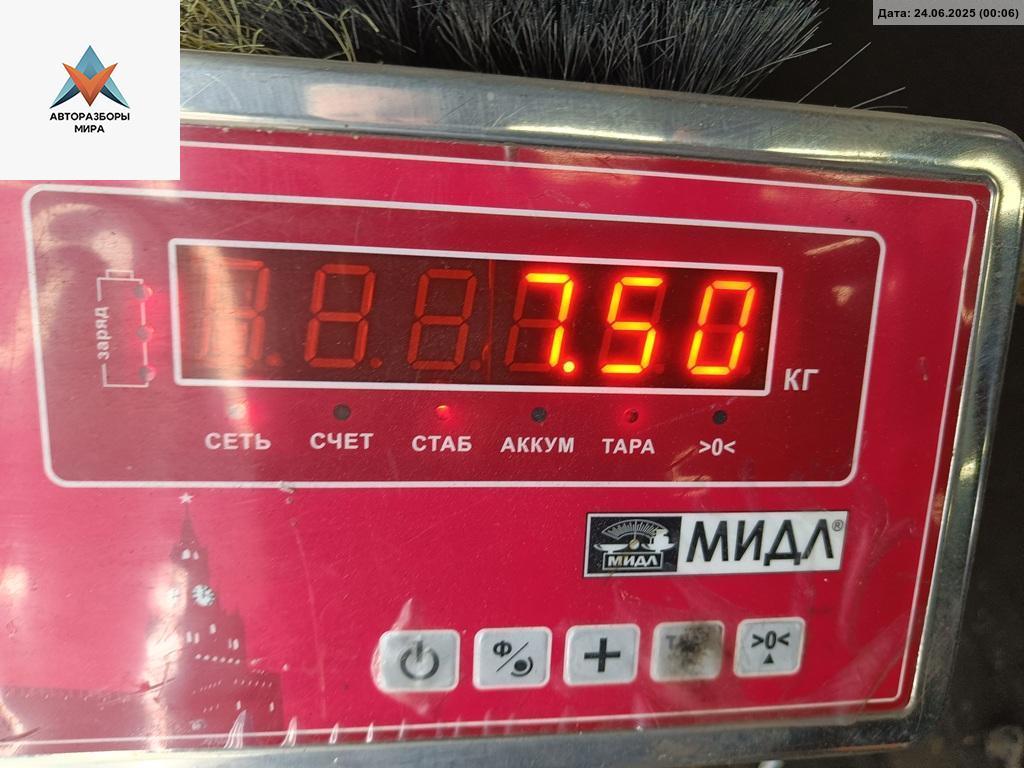 Дата: 24.06.2025 (00:06)
АВТОРАЗБОРЫ
МИРА
заряд
7.50
КГ
СЕТЬ СЧЕТ СТАБ АККУМ ТАРА >0<
МИДЛ МИДЛ®
Ф/ + >0<